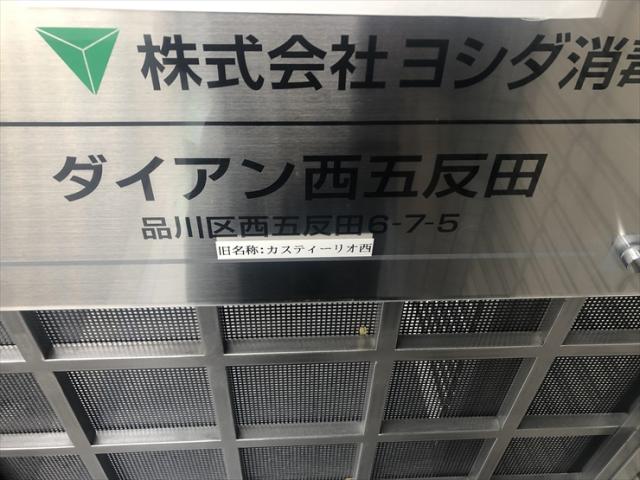 株式会社ヨシダ消毒
ダイアン西五反田
品川区西五反田6-7-5
旧名称:カスティーリオ西